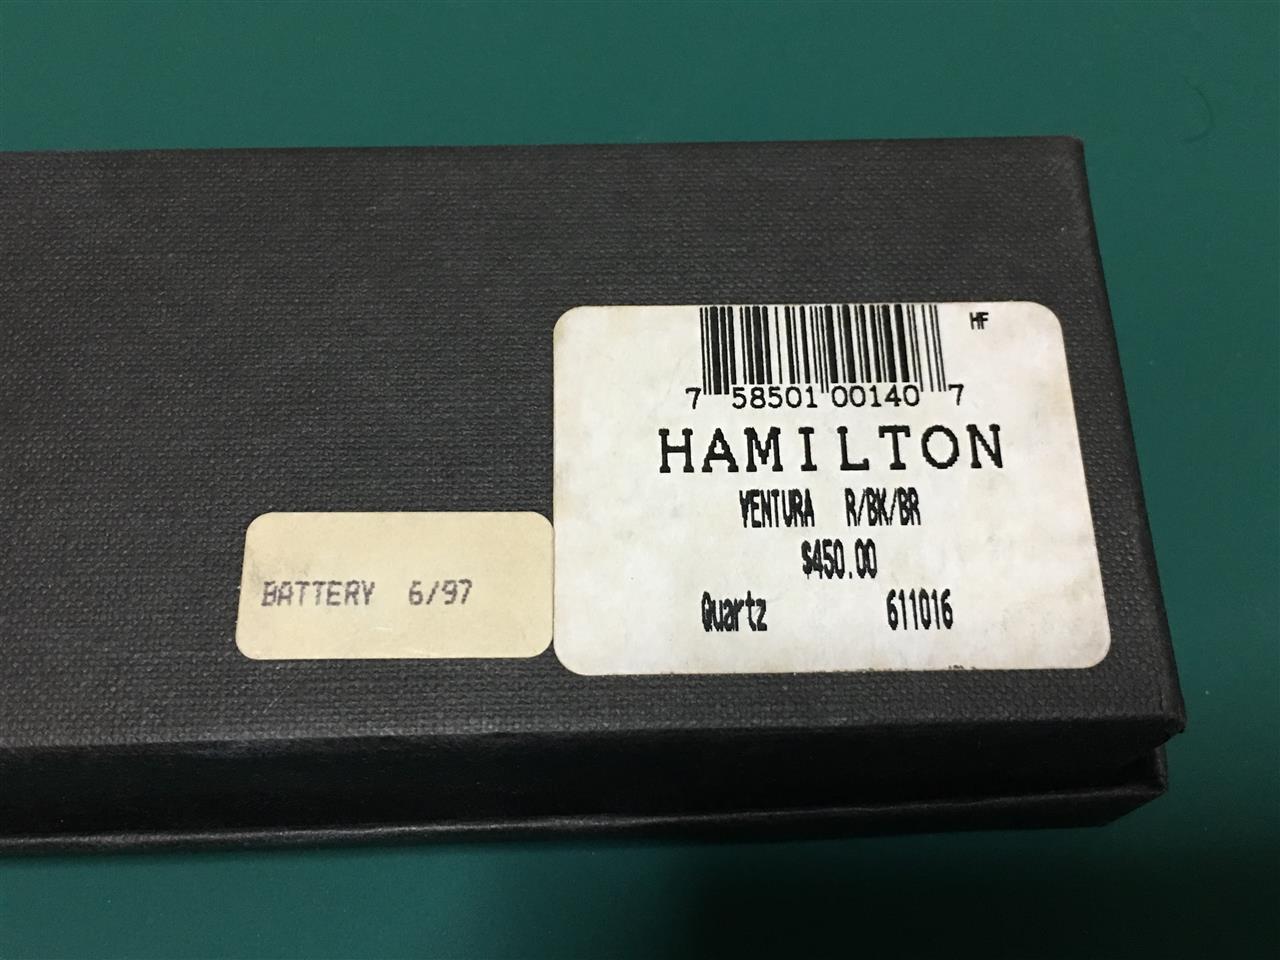 HF
7 58501 00140 7
HAMILTON
VENTURA R/BK/BR
$450.00
Quartz 611016
BATTERY 6/97